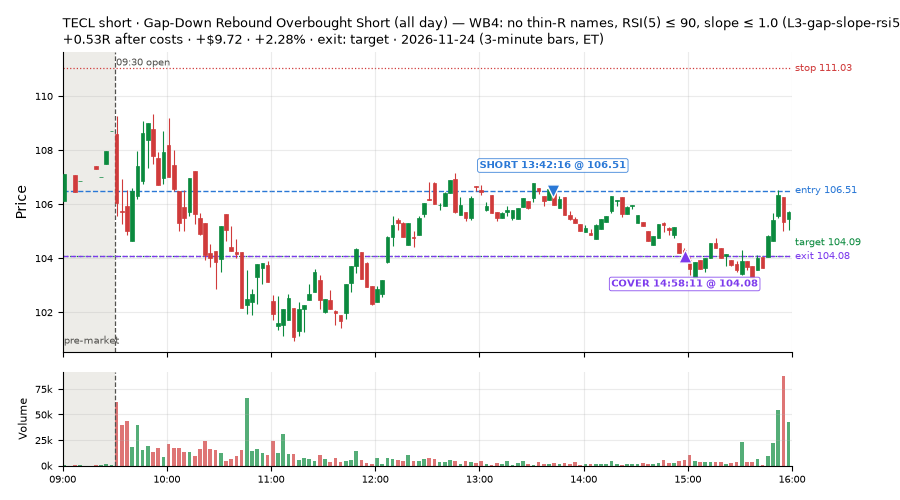 TECL short · Gap-Down Rebound Overbought Short (all day) — WB4: no thin-R names, RSI(5) ≤ 90, slope ≤ 1.0 (L3-gap-slope-rsi5
+0.53R after costs · +$9.72 · +2.28% · exit: target · 2026-11-24 (3-minute bars, ET)
09:30 open
stop 111.03
110
108
SHORT 13:42:16 @ 106.51
entry 106.51
106
Price
target 104.09
104
exit 104.08
COVER 14:58:11 @ 104.08
102
pre-market
75k
50k
25k
0k
Volume
09:00
10:00
11:00
12:00
13:00
14:00
15:00
16:00